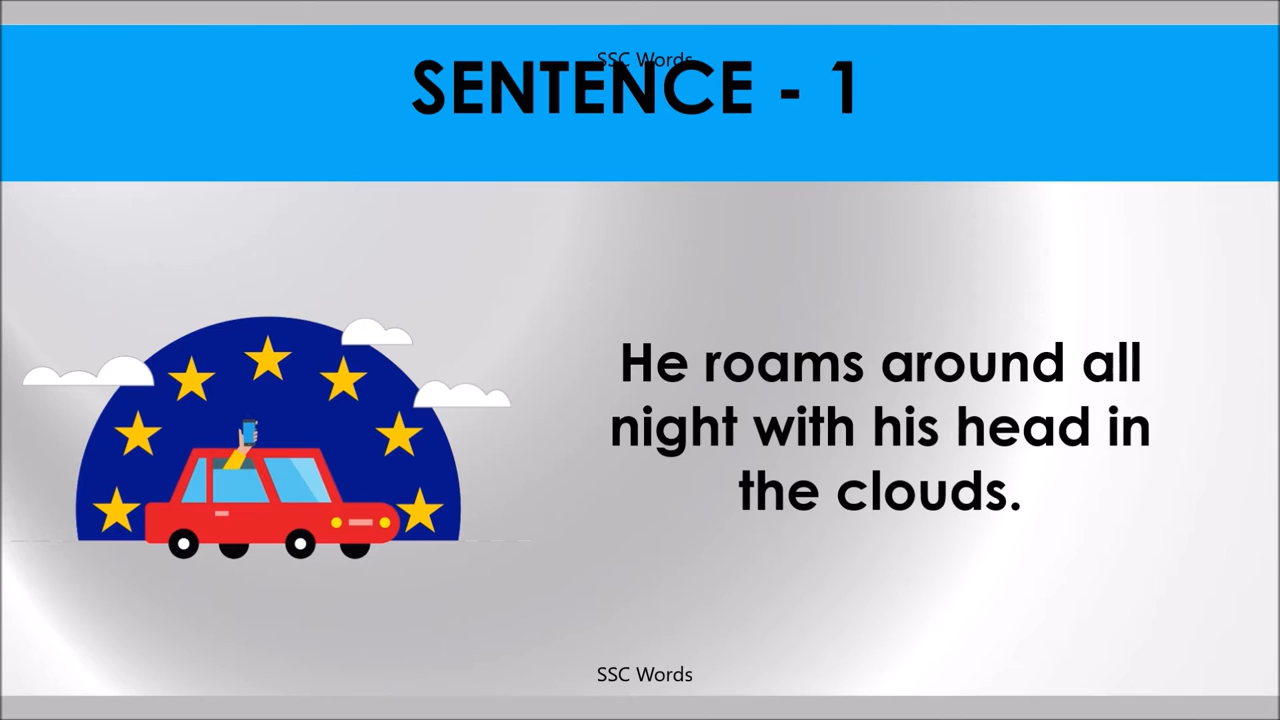 SSC Words
SENTENCE - 1
He roams around all
night with his head in
the clouds.
SSC Words